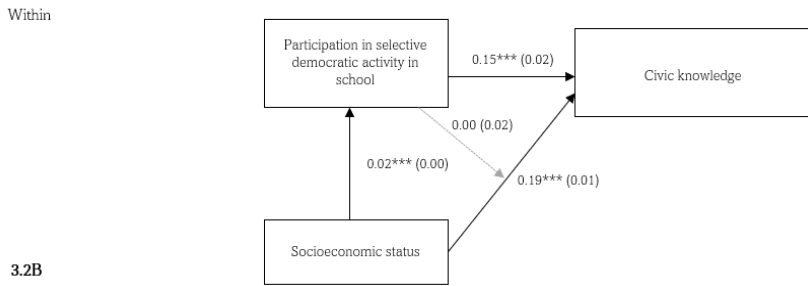 Within
Participation in selective
democratic activity in
school
0.15*** (0.02)
Civic knowledge
0.00 (0.02)
0.02*** (0.00)
0.19*** (0.01)
Socioeconomic status
3.2B